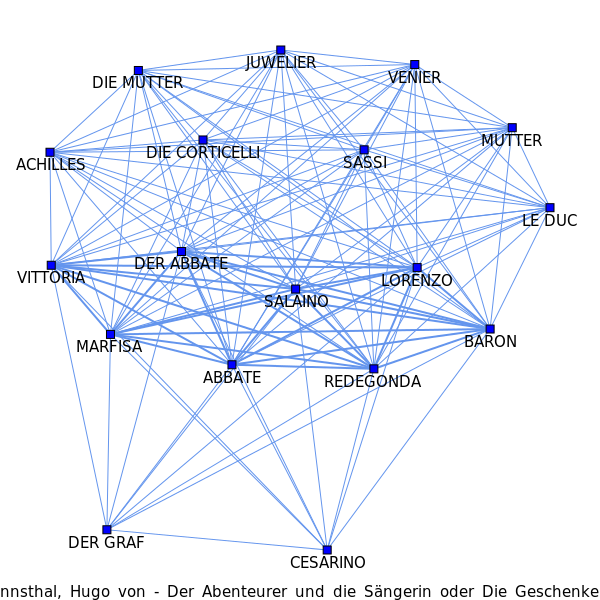 JUWELIER
VENIER
DIE MUTTER
MUTTER
DIE CORTICELLI
SASSI
ACHILLES
LE DUC
DER ABBATE
VITTORIA
LORENZO
SALAINO
BARON
MARFISA
ABBATE
REDEGONDA
DER GRAF
CESARINO
nnsthal, Hugo von - Der Abenteurer und die Sängerin oder Die Geschenke